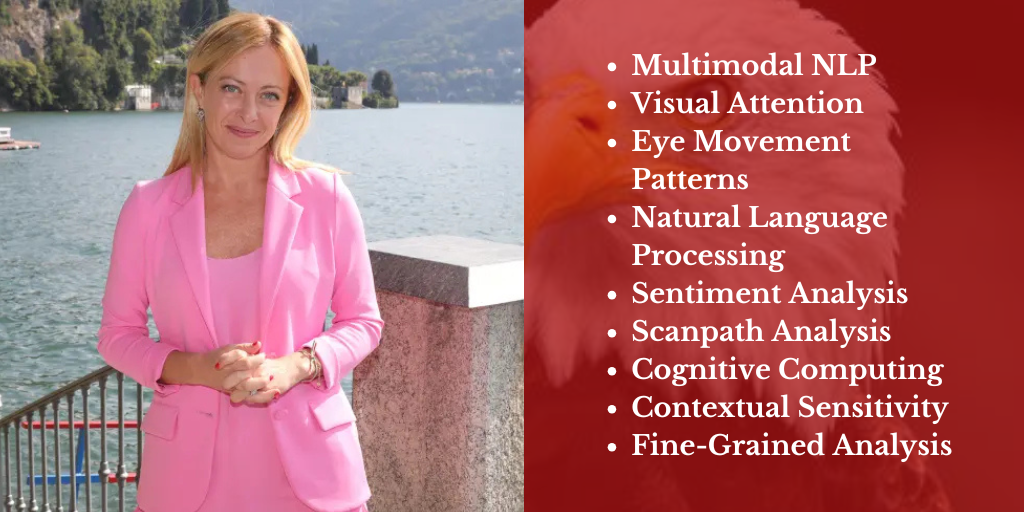 • Multimodal NLP
• Visual Attention
• Eye Movement
Patterns
• Natural Language
Processing
• Sentiment Analysis
• Scanpath Analysis
• Cognitive Computing
• Contextual Sensitivity
• Fine-Grained Analysis